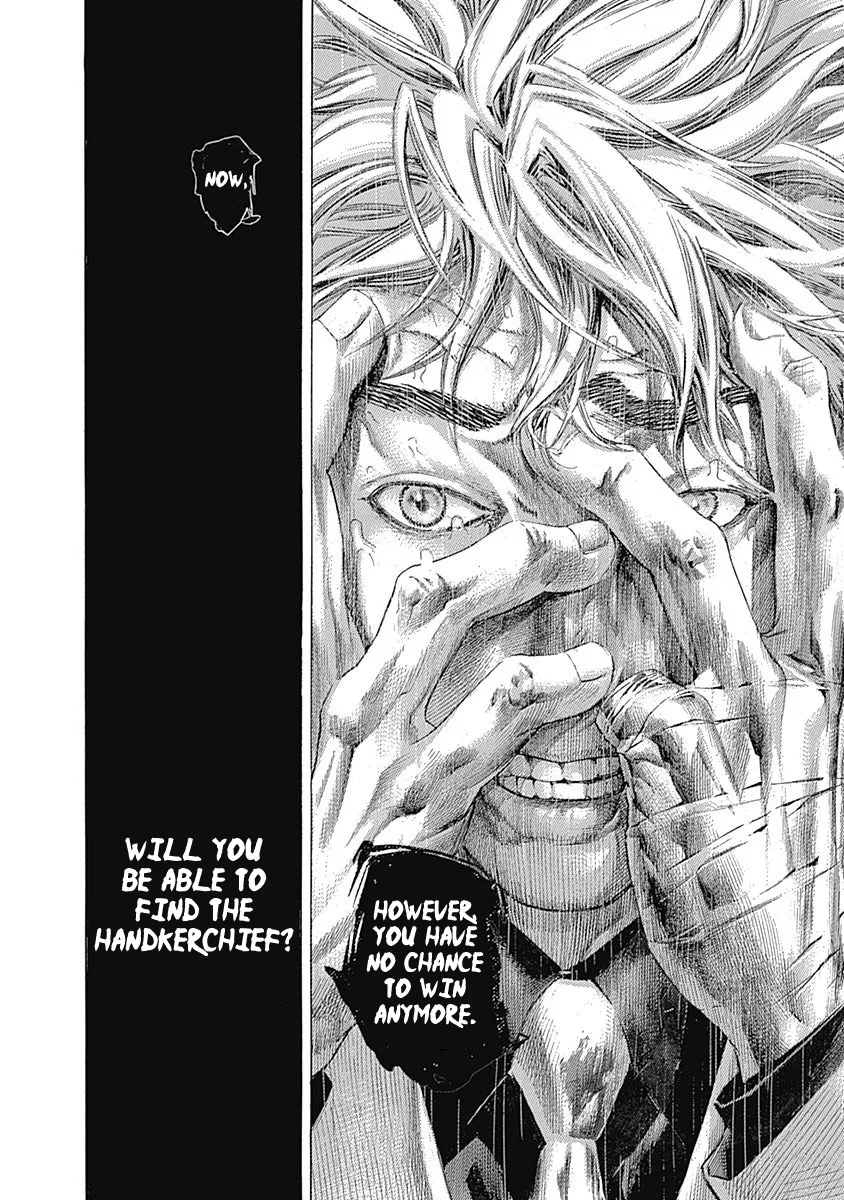 HOWEVER,
YOU HAVE
NO CHANCE
TO WIN
ANYMORE.
NOW,
WILL YOU
BE ABLE TO
FIND THE
HANDKERCHIEF?